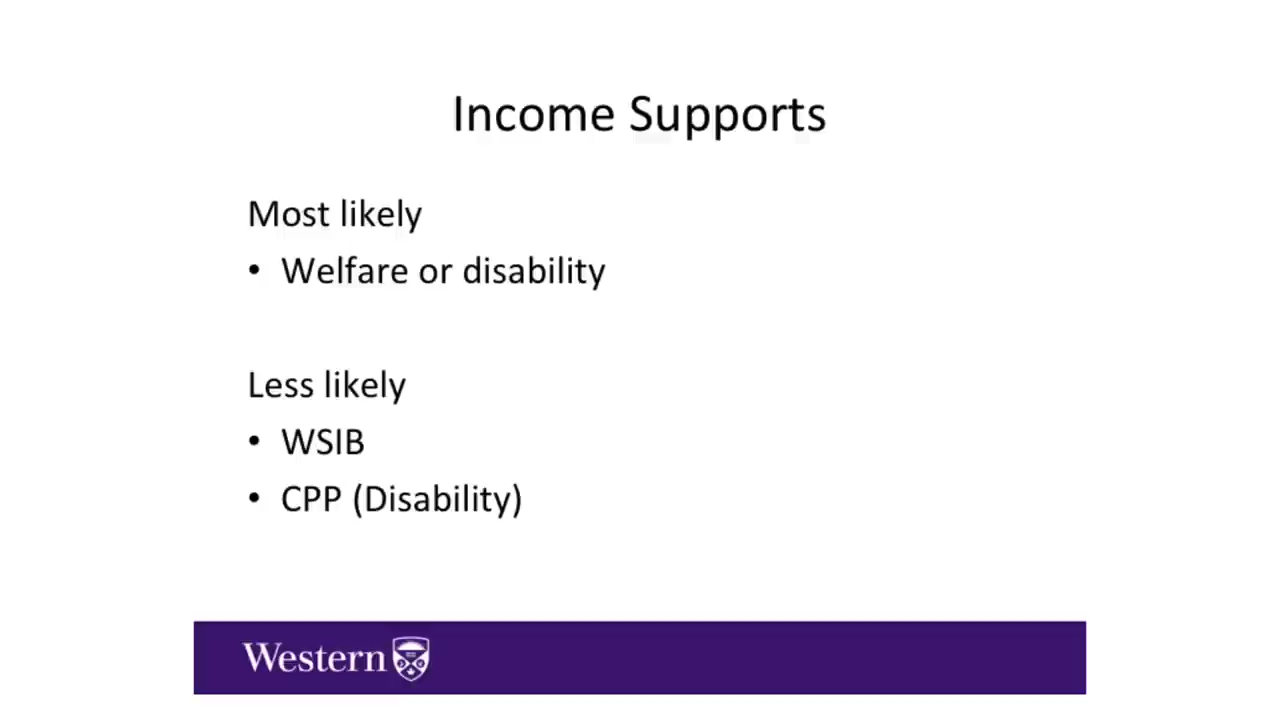 Income Supports
Most likely
• Welfare or disability
Less likely
• WSIB
• CPP (Disability)
Western